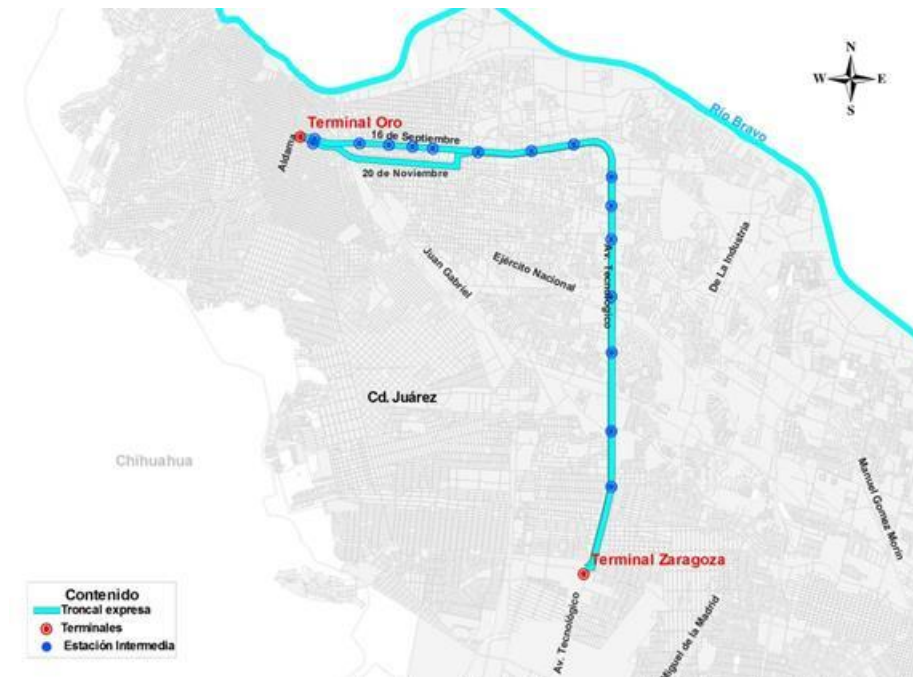 N
W E
S
Río Bravo
Terminal Oro
16 de Septiembre
Aldama
20 de Noviembre
Av. Tecnológico
De La Industria
Ejército Nacional
Juan Gabriel
Cd. Juárez
Chihuahua
Manuel Gomez Morin
Terminal Zaragoza
Av. Tecnológico
Miguel de la Madrid
Contenido
Troncal expresa
Terminales
Estación Intermedia